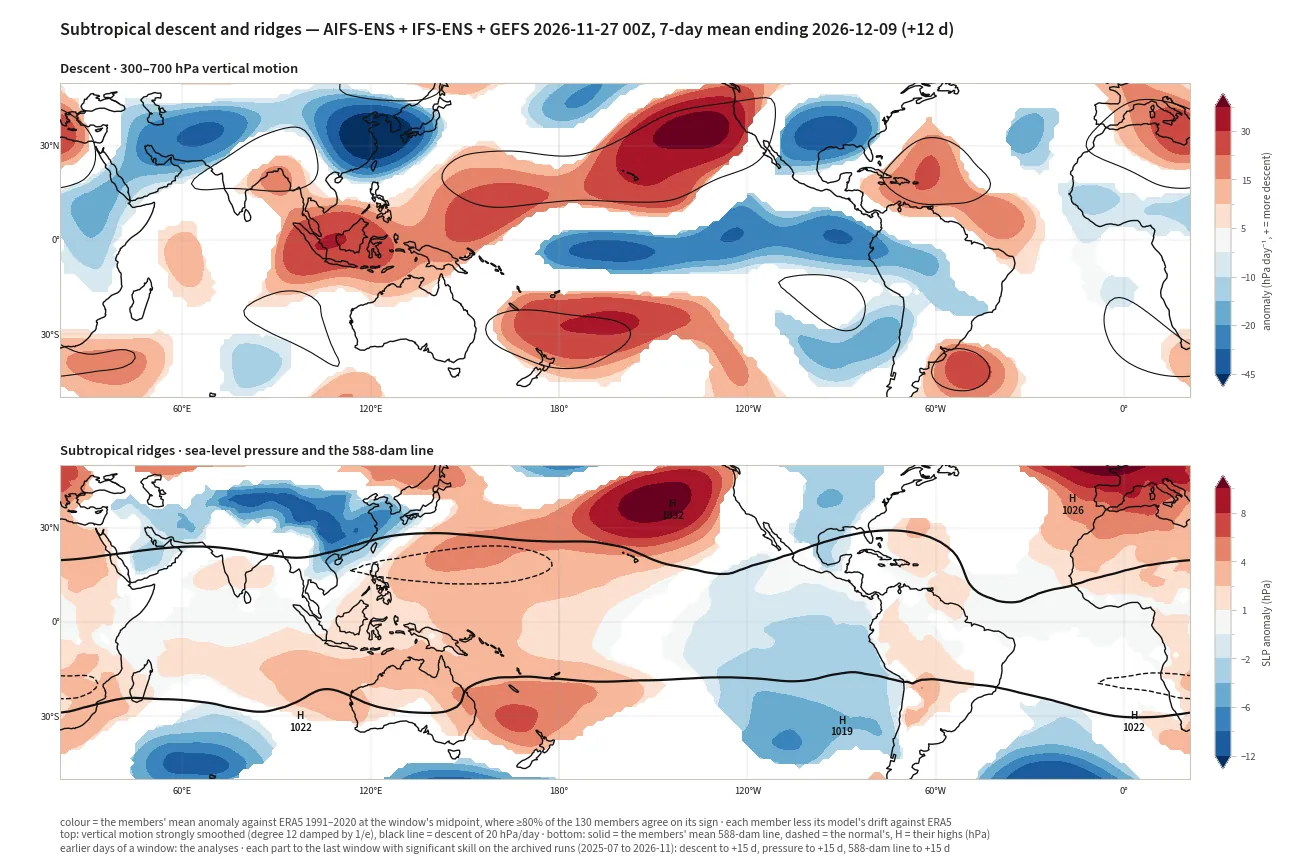 Subtropical descent and ridges — AIFS-ENS + IFS-ENS + GEFS 2026-11-27 00Z, 7-day mean ending 2026-12-09 (+12 d)
Descent · 300–700 hPa vertical motion
30°N
0°
30°S
60°E
120°E
180°
120°W
60°W
0°
30
15
5
−10
−20
−45
anomaly (hPa day⁻¹, + = more descent)
Subtropical ridges · sea-level pressure and the 588-dam line
H
1032
H
1026
30°N
0°
30°S
H
1022
H
1019
H
1022
60°E
120°E
180°
120°W
60°W
0°
8
4
1
−2
−6
−12
SLP anomaly (hPa)
colour = the members' mean anomaly against ERA5 1991–2020 at the window's midpoint, where ≥80% of the 130 members agree on its sign · each member less its model's drift against ERA5
top: vertical motion strongly smoothed (degree 12 damped by 1/e), black line = descent of 20 hPa/day · bottom: solid = the members' mean 588-dam line, dashed = the normal's, H = their highs (hPa)
earlier days of a window: the analyses · each part to the last window with significant skill on the archived runs (2025-07 to 2026-11): descent to +15 d, pressure to +15 d, 588-dam line to +15 d